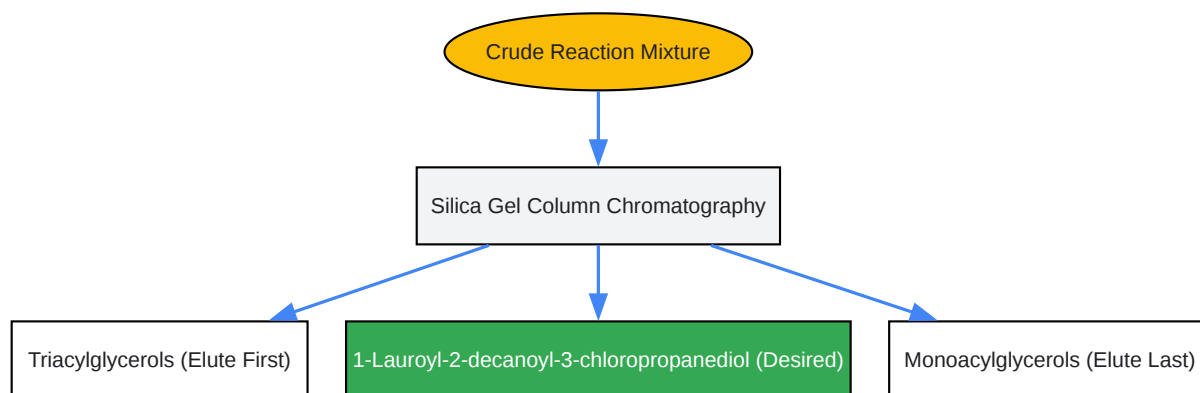 Crude Reaction Mixture
Silica Gel Column Chromatography
Triacylglycerols (Elute First)
1-Lauroyl-2-decanoyl-3-chloropropanediol (Desired)
Monoacylglycerols (Elute Last)